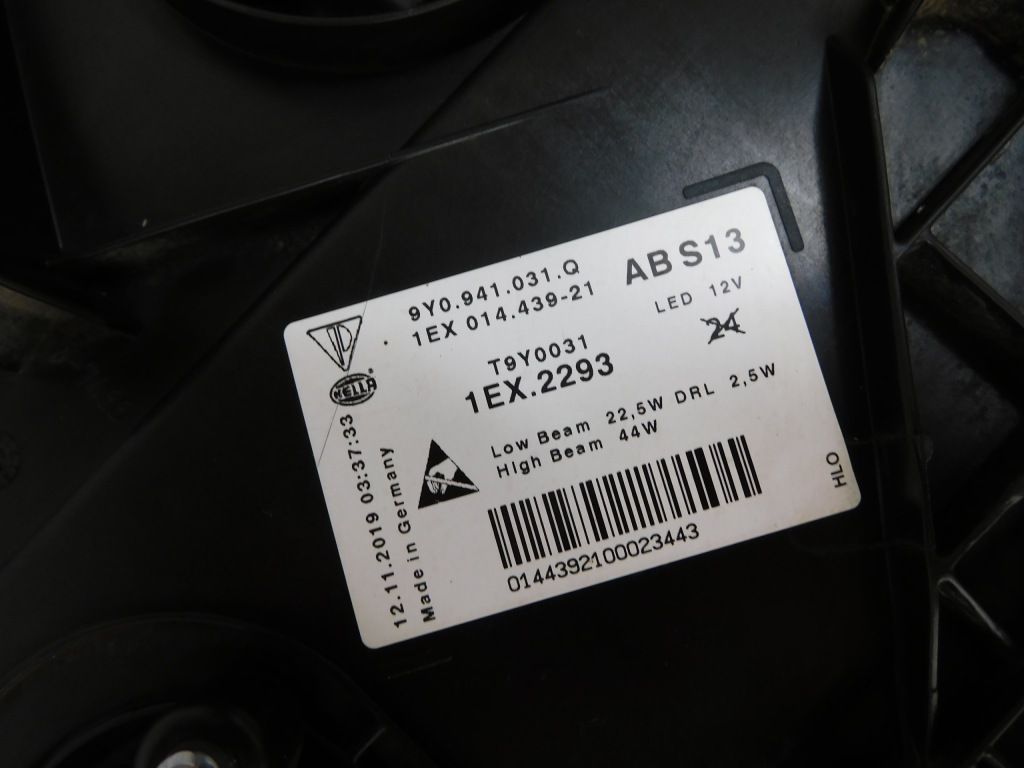 9Y0.941.031.Q
1EX 014.439-21
AB S13
LED 12V
24
T9Y0031
1EX.2293
HELLA
Low Beam 22,5W DRL 2,5W
High Beam 44W
12.11.2019 03:37:33
Made in Germany
HLO
0144392100023443